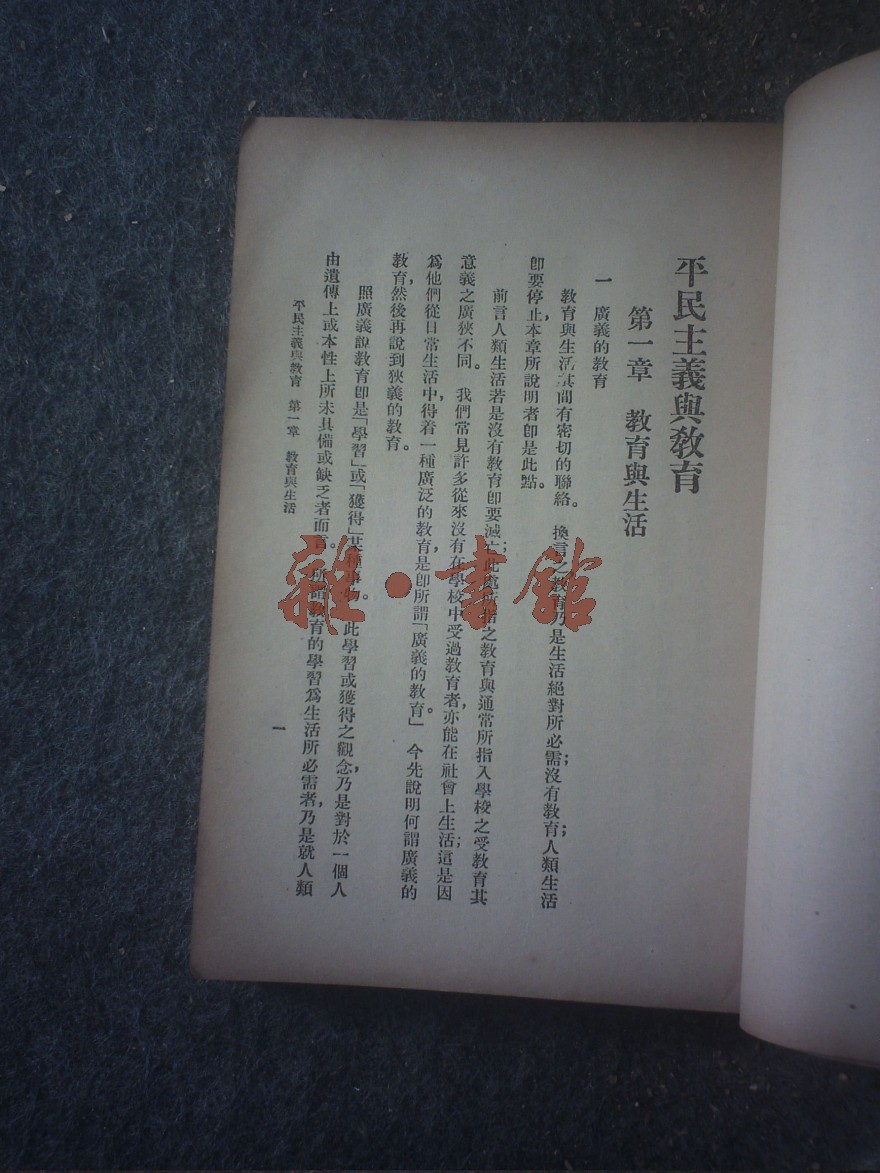 平民主義與教育
第一章　教育與生活
一　廣義的教育
教育與生活其間有密切的聯絡。換言之教育乃是生活絕對所必需；沒有教育人類生活
即要停止，本章所說明者即是此點。
前言人類生活若是沒有教育即要滅亡；此處所指之教育與通常所指入學校之受教育其
意義之廣狹不同。我們常見許多從來沒有在學校中受過教育者，亦能在社會上生活；這是因
爲他們從日常生活中，得着一種廣泛的教育，是即所謂「廣義的教育」。今先說明何謂廣義的
教育，然後再說到狹義的教育。
照廣義說教育即是「學習」或「獲得」某種事物。此學習或獲得之觀念，乃是對於一個人
由遺傳上或本性上所未具備或缺乏者而言。所謂教育的學習爲生活所必需者，乃是就人類
平民主義與教育　第一章　教育與生活
一
雜·書館